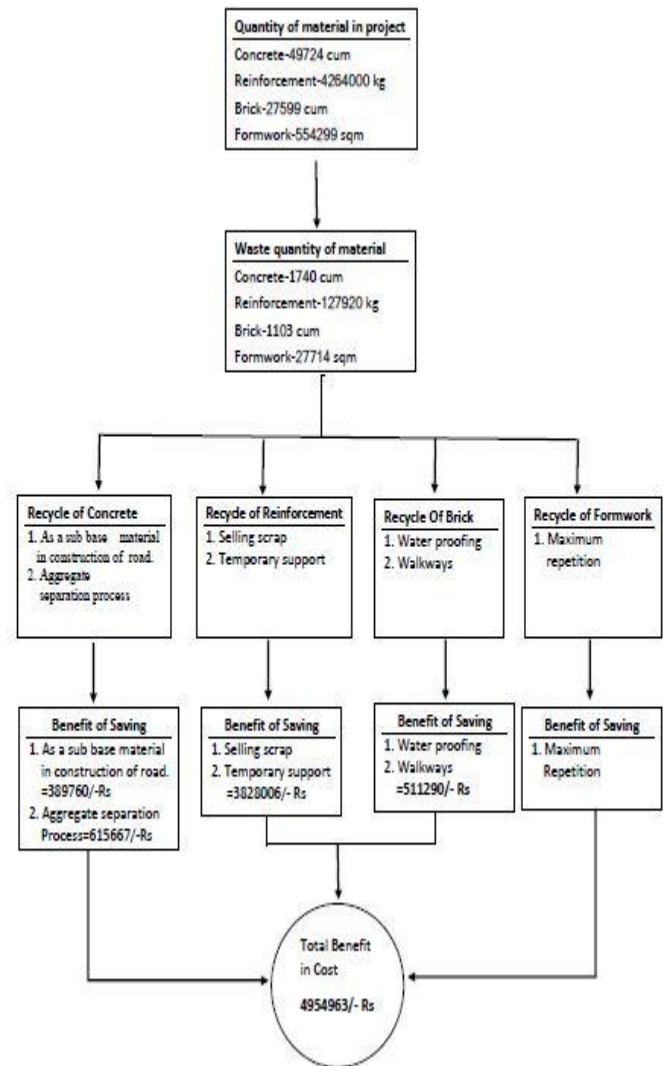 Quantity of material in project
Concrete-49724 cum
Reinforcement-4264000 kg
Brick-27599 cum
Formwork-554299 sqm
Waste quantity of material
Concrete-1740 cum
Reinforcement-127920 kg
Brick-1103 cum
Formwork-27714 sqm
Recycle of Concrete
1. As a sub base material
in construction of road.
2. Aggregate
separation process
Recycle of Reinforcement
1. Selling scrap
2. Temporary support
Recycle Of Brick
1. Water proofing
2. Walkways
Recycle of Formwork
1. Maximum
repetition
Benefit of Saving
1. As a sub base material
in construction of road.
=389760/-Rs
2. Aggregate separation
Process=615667/-Rs
Benefit of Saving
1. Selling scrap
2. Temporary support
=3828006/- Rs
Benefit of Saving
1. Water proofing
2. Walkways
=511290/- Rs
Benefit of Saving
1. Maximum
Repetition
Total Benefit
in Cost
4954963/- Rs